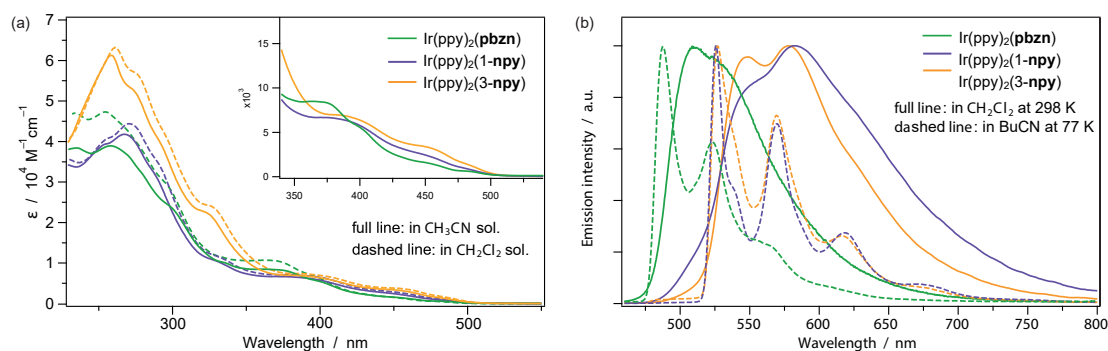 (a)
7
6
5
4
3
2
1
0
ε / 10⁴ M⁻¹ cm⁻¹
300
400
500
Wavelength / nm
15
10
5
0
×10³
350
400
450
500
Ir(ppy)₂(pbzn)
Ir(ppy)₂(1-npy)
Ir(ppy)₂(3-npy)
full line: in CH₃CN sol.
dashed line: in CH₂Cl₂ sol.
(b)
Emission intensity / a.u.
Ir(ppy)₂(pbzn)
Ir(ppy)₂(1-npy)
Ir(ppy)₂(3-npy)
full line: in CH₂Cl₂ at 298 K
dashed line: in BuCN at 77 K
500
550
600
650
700
750
800
Wavelength / nm